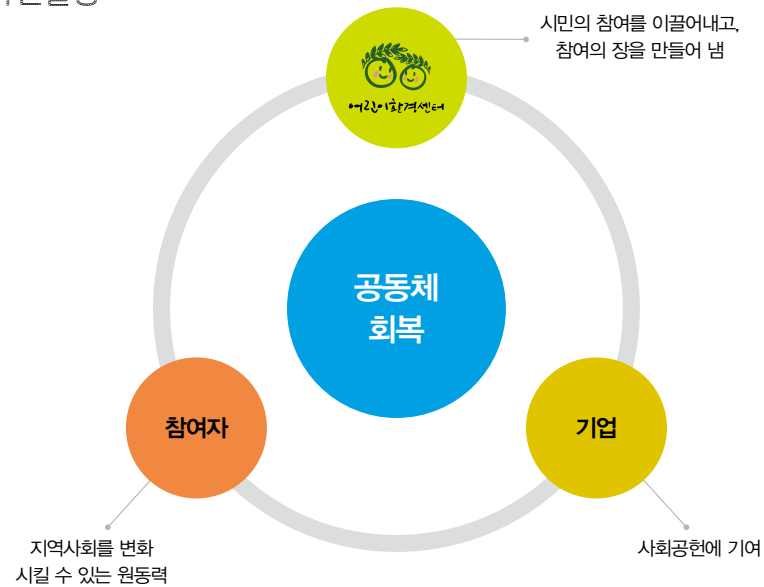 시민의 참여를 이끌어내고,
참여의 장을 만들어 냄
어린이환경센터
공동체
회복
참여자
기업
지역사회를 변화
시킬 수 있는 원동력
사회공헌에 기여